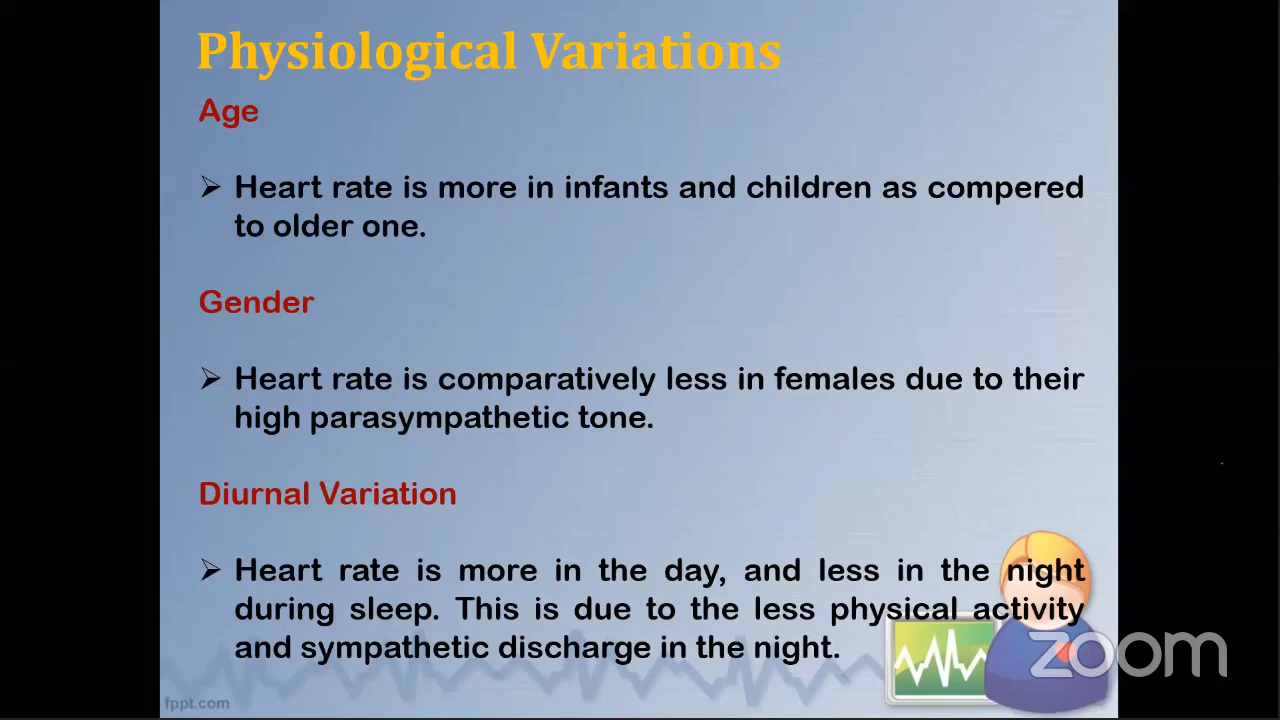 Physiological Variations
Age
➢ Heart rate is more in infants and children as compered
to older one.
Gender
➢ Heart rate is comparatively less in females due to their
high parasympathetic tone.
Diurnal Variation
➢ Heart rate is more in the day, and less in the night
during sleep. This is due to the less physical activity
and sympathetic discharge in the night.
zoom
fppt.com